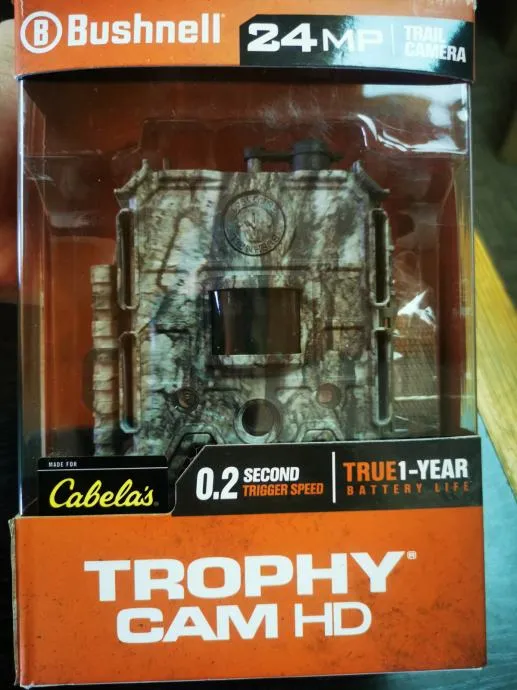 B Bushnell
24MP
TRAIL
CAMERA
MADE FOR
Cabela's
0.2 SECOND
TRIGGER SPEED
TRUE 1-YEAR
BATTERY LIFE
TROPHY®
CAM HD